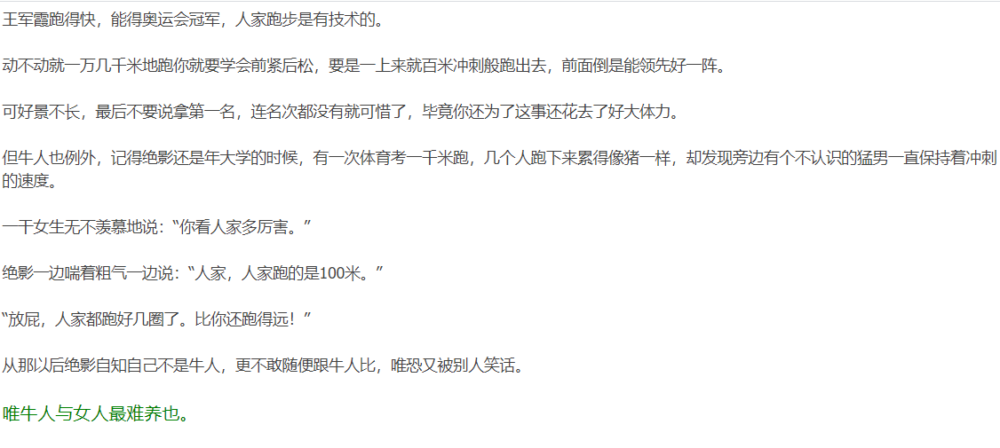 王军霞跑得快，能得奥运会冠军，人家跑步是有技术的。
动不动就一万几千米地跑你就要学会前紧后松，要是一上来就百米冲刺般跑出去，前面倒是能领先好一阵。
可好景不长，最后不要说拿第一名，连名次都没有就可惜了，毕竟你还为了这事还花去了好大体力。
但牛人也例外，记得绝影还是年大学的时候，有一次体育考一千米跑，几个人跑下来累得像猪一样，却发现旁边有个不认识的猛男一直保持着冲刺
的速度。
一干女生无不羡慕地说：“你看人家多厉害。”
绝影一边喘着粗气一边说：“人家，人家跑的是100米。”
“放屁，人家都跑好几圈了。比你还跑得远！”
从那以后绝影自知自己不是牛人，更不敢随便跟牛人比，唯恐又被别人笑话。
唯牛人与女人最难养也。